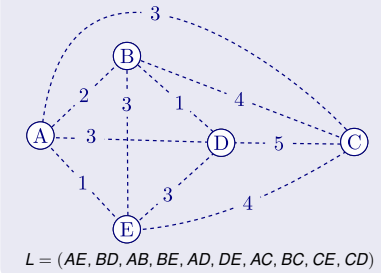 3
B
2
3
1
4
A
3
D
5
C
1
3
4
E
L = (AE, BD, AB, BE, AD, DE, AC, BC, CE, CD)